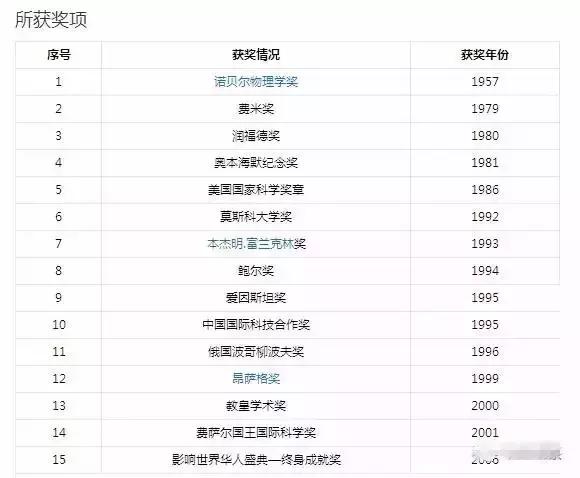 所获奖项
序号 获奖情况 获奖年份
1 诺贝尔物理学奖 1957
2 费米奖 1979
3 润福德奖 1980
4 奥本海默纪念奖 1981
5 美国国家科学奖章 1986
6 莫斯科大学奖 1992
7 本杰明.富兰克林奖 1993
8 鲍尔奖 1994
9 爱因斯坦奖 1995
10 中国国际科技合作奖 1995
11 俄国波哥柳波夫奖 1996
12 昂萨格奖 1999
13 教皇学术奖 2000
14 费萨尔国王国际科学奖 2001
15 影响世界华人盛典—终身成就奖